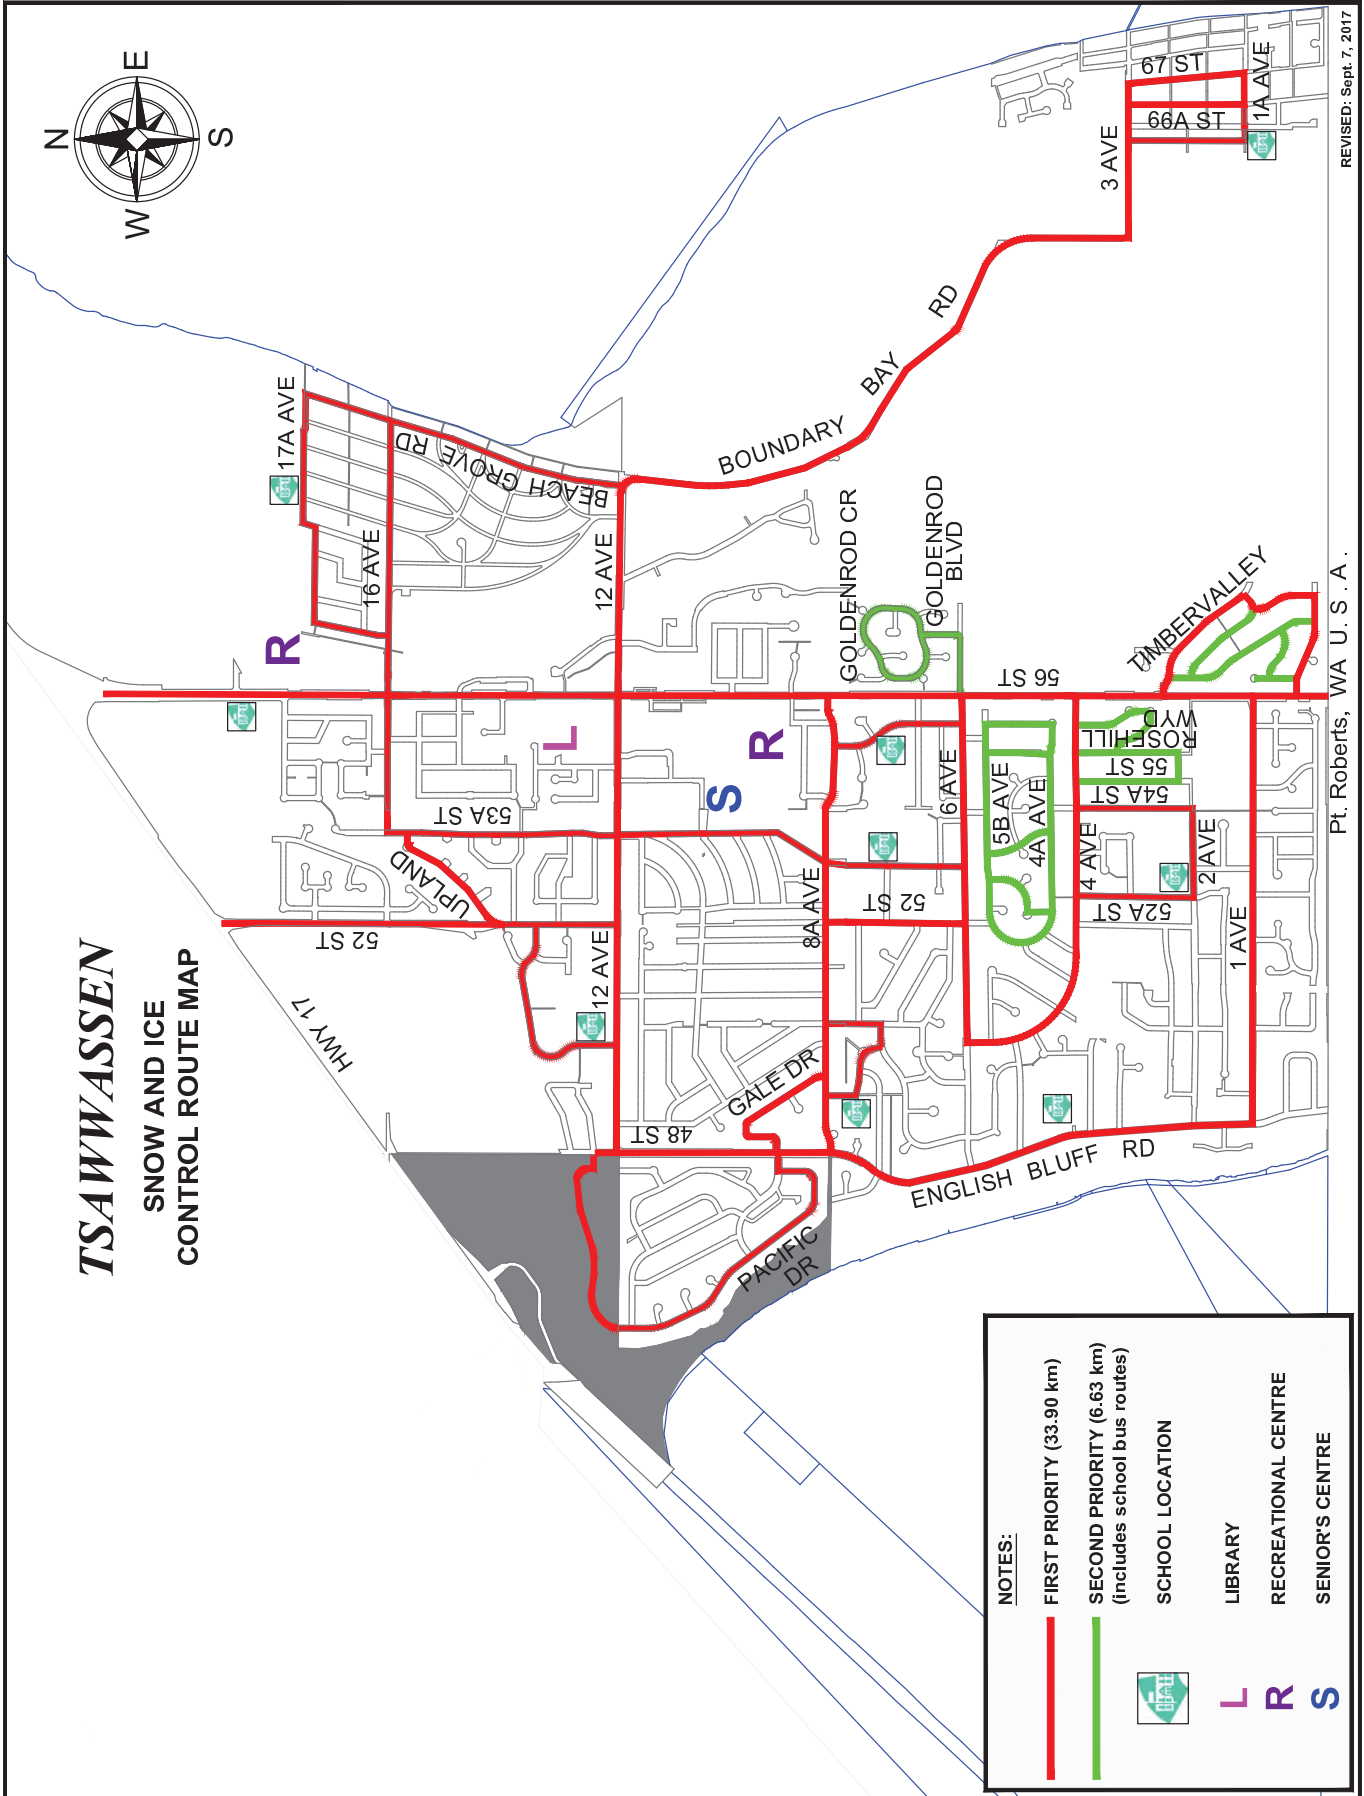 TSAWWASSEN
SNOW AND ICE
CONTROL ROUTE MAP
N
E
S
W
HWY 17
52 ST
UPLAND
53A ST
17A AVE
16 AVE
BEACH GROVE RD
12 AVE
12 AVE
R
L
S
R
BOUNDARY BAY RD
3 AVE
67 ST
66A ST
1A AVE
GOLDENROD CR
GOLDENROD
BLVD
56 ST
TIMBERVALLEY
ROSEHILL
WYD
55 ST
54A ST
6 AVE
5B AVE
4A AVE
4 AVE
2 AVE
52A ST
1 AVE
8A AVE
52 ST
GALE DR
48 ST
PACIFIC
DR
ENGLISH BLUFF RD
Pt. Roberts, WA U.S.A.
REVISED: Sept. 7, 2017
NOTES:
FIRST PRIORITY (33.90 km)
SECOND PRIORITY (6.63 km)
(includes school bus routes)
SCHOOL LOCATION
L LIBRARY
R RECREATIONAL CENTRE
S SENIOR'S CENTRE